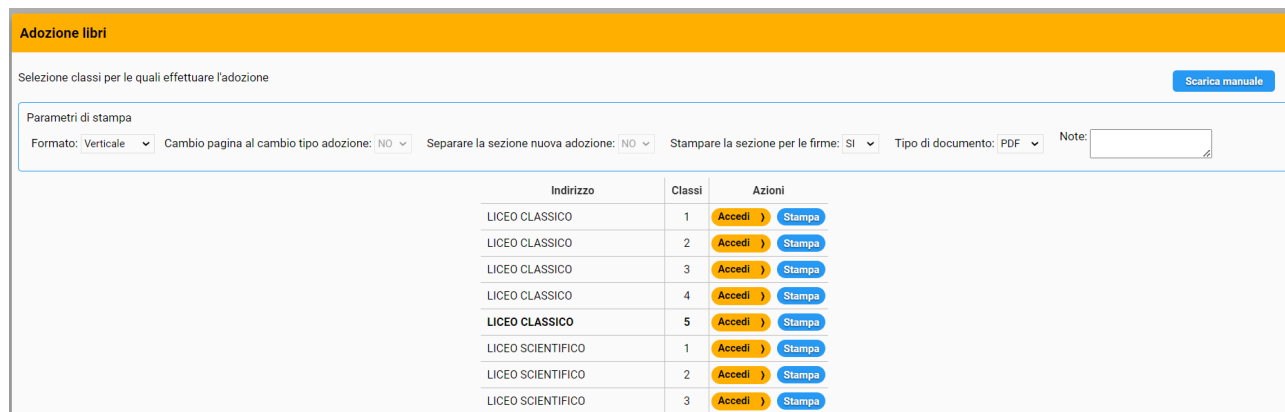 Adozione libri
Selezione classi per le quali effettuare l'adozione
Scarica manuale
Parametri di stampa
Formato: Verticale Cambio pagina al cambio tipo adozione: NO Separare la sezione nuova adozione: NO Stampare la sezione per le firme: SI Tipo di documento: PDF Note:
Indirizzo Classi Azioni
LICEO CLASSICO 1 Accedi ⟩ Stampa
LICEO CLASSICO 2 Accedi ⟩ Stampa
LICEO CLASSICO 3 Accedi ⟩ Stampa
LICEO CLASSICO 4 Accedi ⟩ Stampa
LICEO CLASSICO 5 Accedi ⟩ Stampa
LICEO SCIENTIFICO 1 Accedi ⟩ Stampa
LICEO SCIENTIFICO 2 Accedi ⟩ Stampa
LICEO SCIENTIFICO 3 Accedi ⟩ Stampa